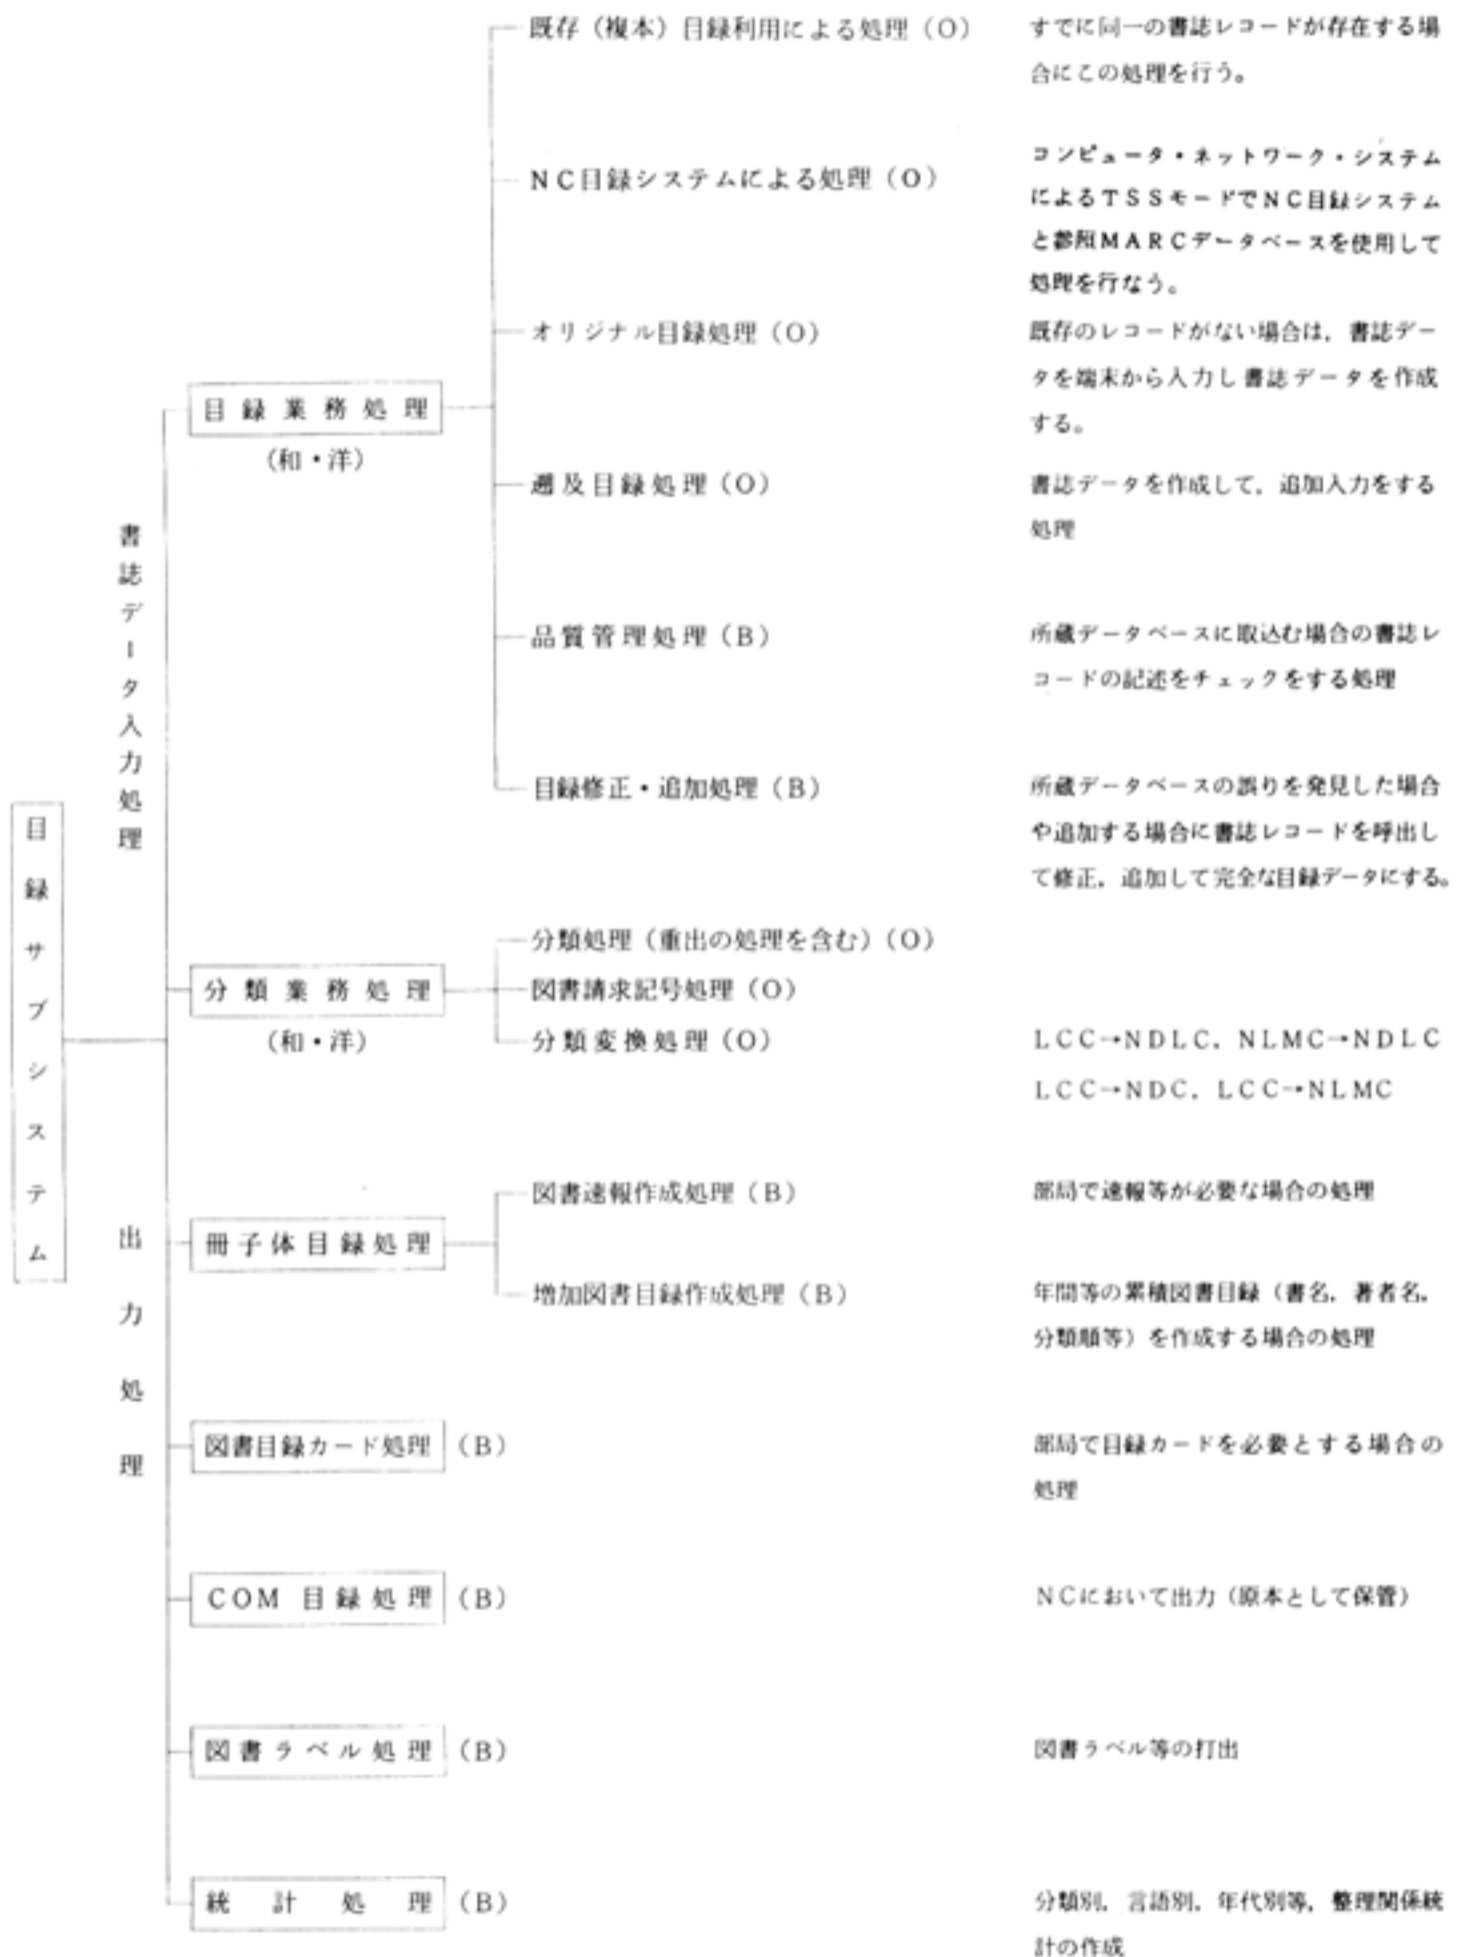 目録サブシステム
書誌データ入力処理
出力処理
目録業務処理
(和・洋)
既存(複本)目録利用による処理(O)
すでに同一の書誌レコードが存在する場
合にこの処理を行う。
NC目録システムによる処理(O)
コンピュータ・ネットワーク・システム
によるTSSモードでNC目録システム
と参照MARCデータベースを使用して
処理を行なう。
オリジナル目録処理(O)
既存のレコードがない場合は,書誌デー
タを端末から入力し書誌データを作成
する。
遡及目録処理(O)
書誌データを作成して,追加入力をする
処理
品質管理処理(B)
所蔵データベースに取込む場合の書誌レ
コードの記述をチェックをする処理
目録修正・追加処理(B)
所蔵データベースの誤りを発見した場合
や追加する場合に書誌レコードを呼出し
て修正,追加して完全な目録データにする。
分類業務処理
(和・洋)
分類処理(重出の処理を含む)(O)
図書請求記号処理(O)
分類変換処理(O)
LCC→NDLC,NLMC→NDLC
LCC→NDC,LCC→NLMC
冊子体目録処理
図書速報作成処理(B)
部局で速報等が必要な場合の処理
増加図書目録作成処理(B)
年間等の累積図書目録(書名,著者名,
分類順等)を作成する場合の処理
図書目録カード処理(B)
部局で目録カードを必要とする場合の
処理
COM目録処理(B)
NCにおいて出力(原本として保管)
図書ラベル処理(B)
図書ラベル等の打出
統計処理(B)
分類別,言語別,年代別等,整理関係統
計の作成